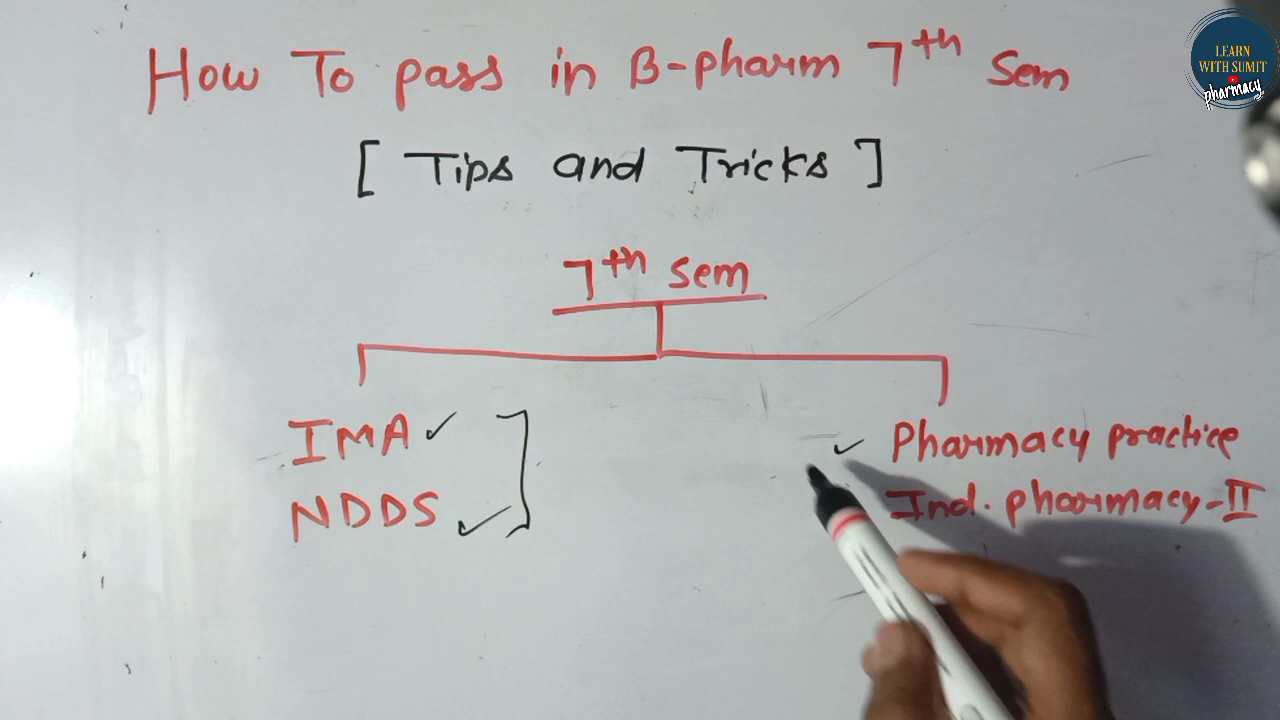 How To pass in B-pharm 7th Sem
[ Tips and Tricks ]
7th Sem
IMA ✓
NDDS ✓
✓ Pharmacy practice
Ind. pharmacy-II
LEARN
WITH SUMIT
pharmacy